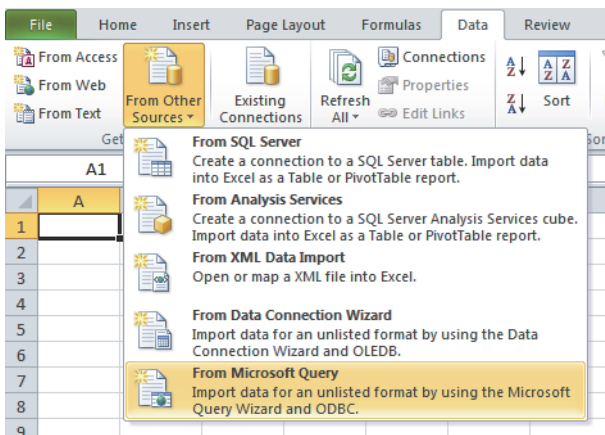 File Home Insert Page Layout Formulas Data Review
From Access
From Web
From Text
From Other
Sources
Existing
Connections
Refresh
All
Connections
Properties
Edit Links
A
Z
Z
A
A Z
Z A
Sort
Get
Sor
A1
From SQL Server
Create a connection to a SQL Server table. Import data
into Excel as a Table or PivotTable report.
From Analysis Services
Create a connection to a SQL Server Analysis Services cube.
Import data into Excel as a Table or PivotTable report.
From XML Data Import
Open or map a XML file into Excel.
From Data Connection Wizard
Import data for an unlisted format by using the Data
Connection Wizard and OLEDB.
From Microsoft Query
Import data for an unlisted format by using the Microsoft
Query Wizard and ODBC.
A
1
2
3
4
5
6
7
8
9